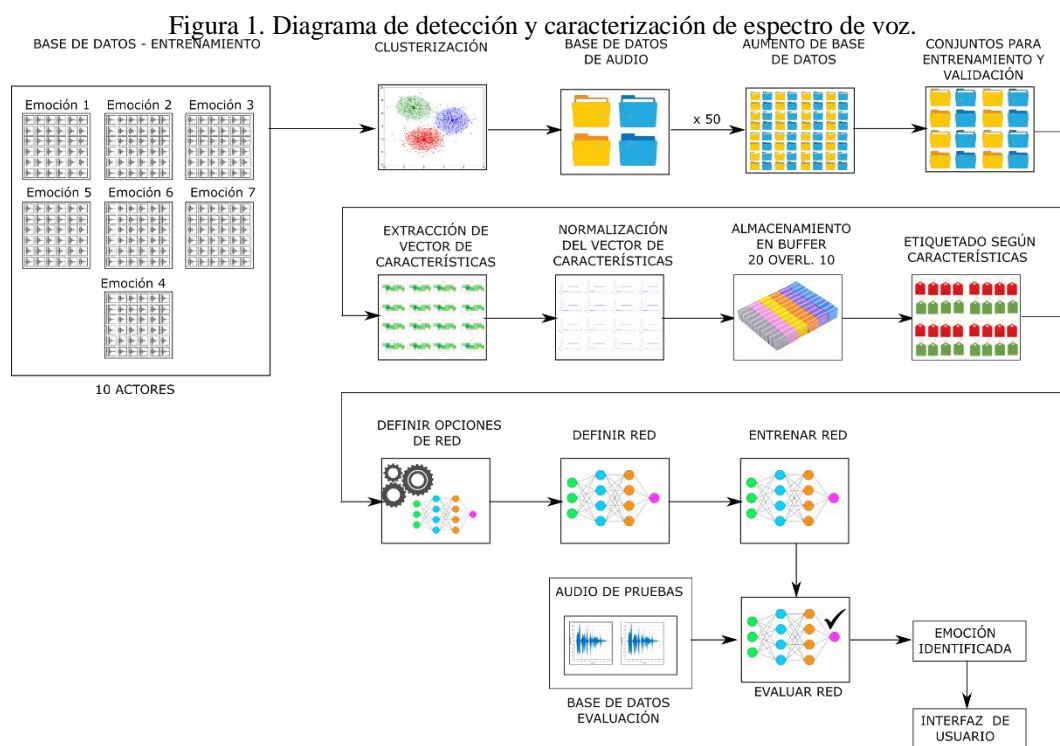 Figura 1. Diagrama de detección y caracterización de espectro de voz.
BASE DE DATOS - ENTRENAMIENTO
Emoción 1
Emoción 2
Emoción 3
Emoción 5
Emoción 6
Emoción 7
Emoción 4
10 ACTORES
CLUSTERIZACIÓN
BASE DE DATOS
DE AUDIO
x 50
AUMENTO DE BASE
DE DATOS
CONJUNTOS PARA
ENTRENAMIENTO Y
VALIDACIÓN
EXTRACCIÓN DE
VECTOR DE
CARACTERÍSTICAS
NORMALIZACIÓN
DEL VECTOR DE
CARACTERÍSTICAS
ALMACENAMIENTO
EN BUFFER
20 OVERL. 10
ETIQUETADO SEGÚN
CARACTERÍSTICAS
DEFINIR OPCIONES
DE RED
DEFINIR RED
ENTRENAR RED
AUDIO DE PRUEBAS
BASE DE DATOS
EVALUACIÓN
EVALUAR RED
EMOCIÓN
IDENTIFICADA
INTERFAZ DE
USUARIO